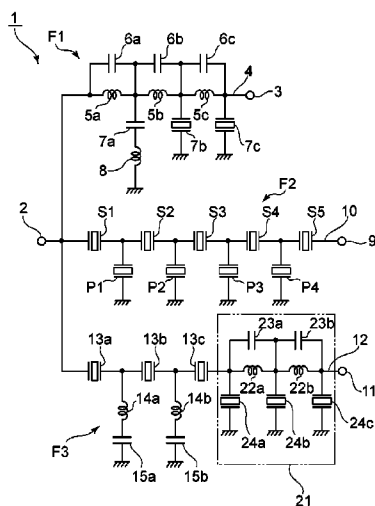 1
F1
6a 6b 6c
4
5a 5b 5c
3
7a 7b 7c
8
F2
2
S1 S2 S3 S4 S5
10
9
P1 P2 P3 P4
23a 23b
13a 13b 13c
12
22a 22b
11
14a 14b
24a 24b 24c
F3
15a 15b
21